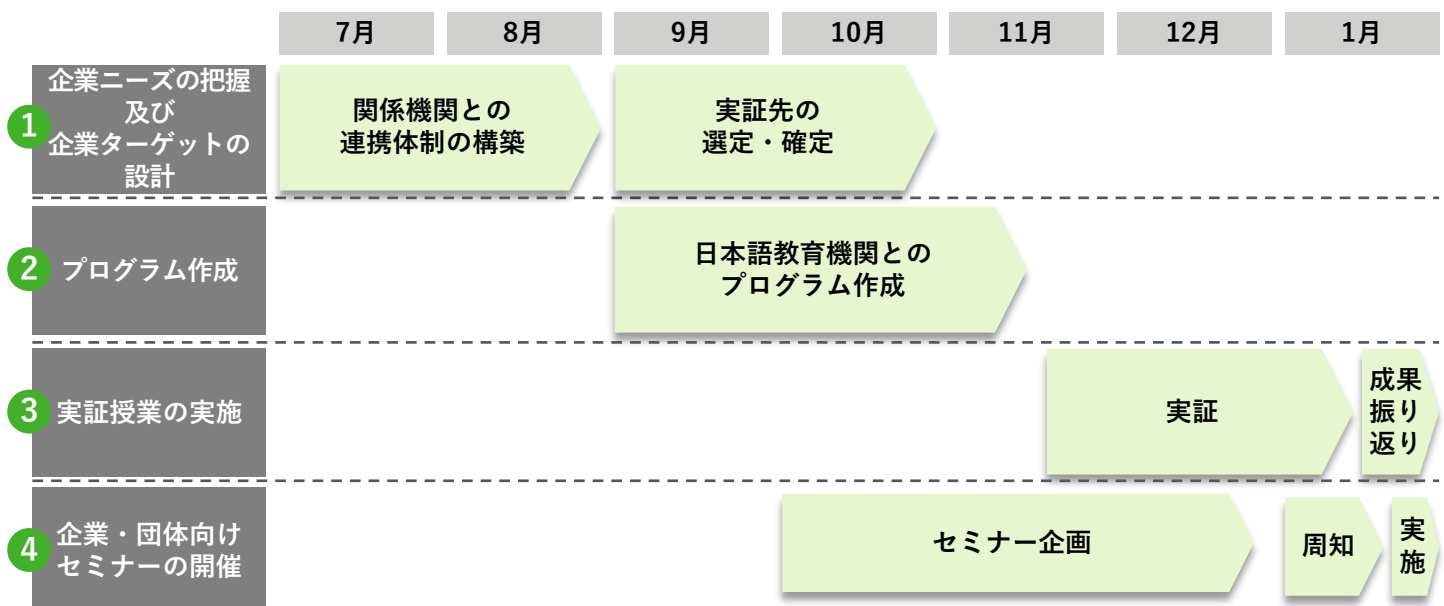 7月 8月 9月 10月 11月 12月 1月
1
企業ニーズの把握
及び
企業ターゲットの
設計
関係機関との
連携体制の構築
実証先の
選定・確定
2
プログラム作成
日本語教育機関との
プログラム作成
3
実証授業の実施
実証
成果
振り
返り
4
企業・団体向け
セミナーの開催
セミナー企画
周知
実
施